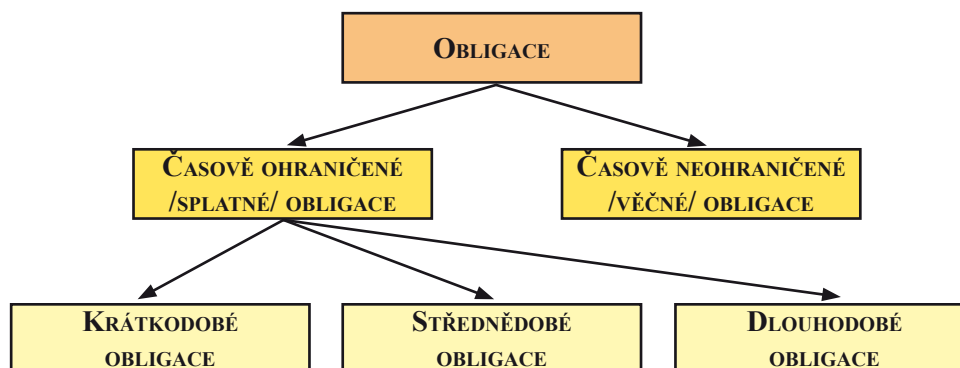 Obligace
Časově ohraničené
/splatné/ obligace
Časově neohraničené
/věčné/ obligace
Krátkodobé
obligace
Střednědobé
obligace
Dlouhodobé
obligace